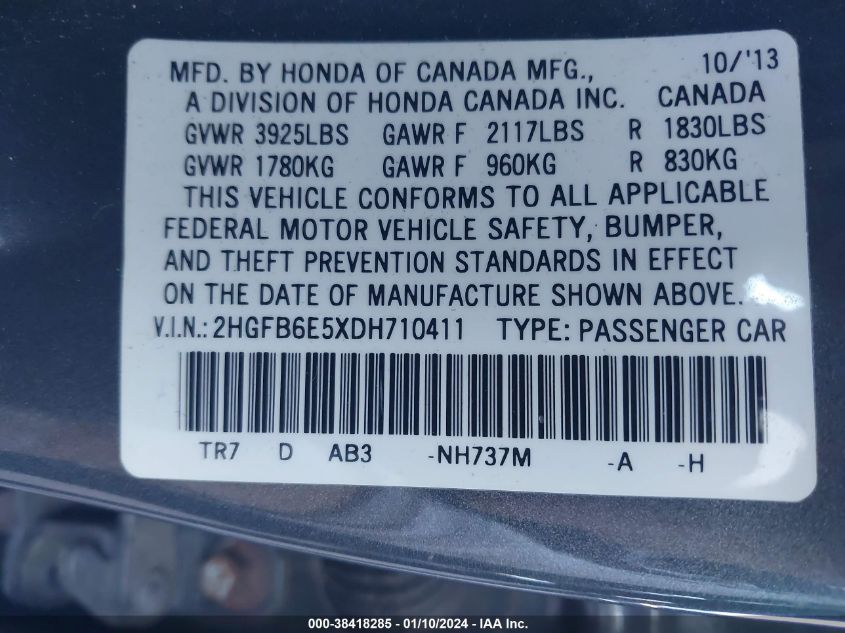 MFD. BY HONDA OF CANADA MFG., 10/'13
A DIVISION OF HONDA CANADA INC. CANADA
GVWR 3925LBS GAWR F 2117LBS R 1830LBS
GVWR 1780KG GAWR F 960KG R 830KG
THIS VEHICLE CONFORMS TO ALL APPLICABLE
FEDERAL MOTOR VEHICLE SAFETY, BUMPER,
AND THEFT PREVENTION STANDARDS IN EFFECT
ON THE DATE OF MANUFACTURE SHOWN ABOVE.
V.I.N.: 2HGFB6E5XDH710411 TYPE: PASSENGER CAR
TR7 D AB3 -NH737M -A -H
000-38418285 - 01/10/2024 - IAA Inc.